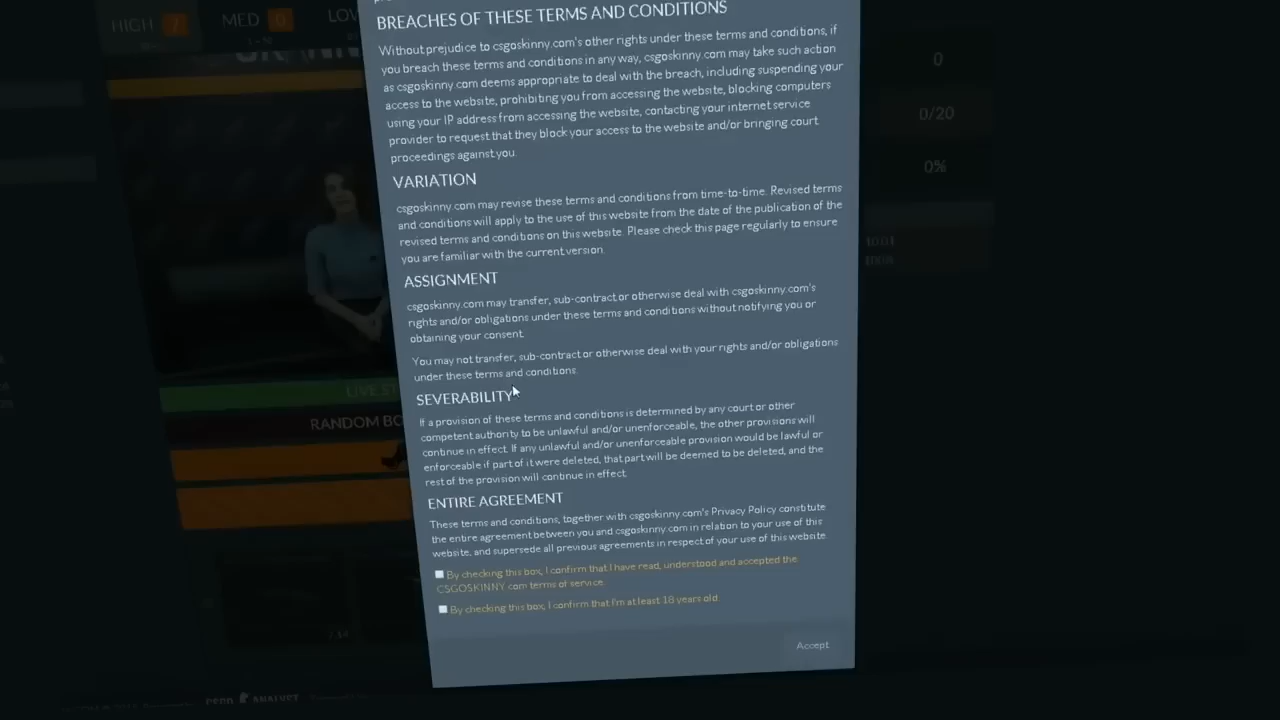 HIGH 7 MED 0
BREACHES OF THESE TERMS AND CONDITIONS
Without prejudice to csgoskinny.com's other rights under these terms and conditions, if
you breach these terms and conditions in any way, csgoskinny.com may take such action
as csgoskinny.com deems appropriate to deal with the breach, including suspending your
access to the website, prohibiting you from accessing the website, blocking computers
using your IP address from accessing the website, contacting your internet service
provider to request that they block your access to the website and/or bringing court
proceedings against you.
VARIATION
csgoskinny.com may revise these terms and conditions from time-to-time. Revised terms
and conditions will apply to the use of this website from the date of the publication of the
revised terms and conditions on this website. Please check this page regularly to ensure
you are familiar with the current version.
ASSIGNMENT
csgoskinny.com may transfer, sub-contract or otherwise deal with csgoskinny.com's
rights and/or obligations under these terms and conditions without notifying you or
obtaining your consent.
You may not transfer, sub-contract or otherwise deal with your rights and/or obligations
under these terms and conditions.
SEVERABILITY
If a provision of these terms and conditions is determined by any court or other
competent authority to be unlawful and/or unenforceable, the other provisions will
continue in effect. If any unlawful and/or unenforceable provision would be lawful or
enforceable if part of it were deleted, that part will be deemed to be deleted, and the
rest of the provision will continue in effect.
ENTIRE AGREEMENT
These terms and conditions, together with csgoskinny.com's Privacy Policy constitute
the entire agreement between you and csgoskinny.com in relation to your use of this
website, and supersede all previous agreements in respect of your use of this website.
By checking this box, I confirm that I have read, understood and accepted the
CSGOSKINNY.com terms of service.
By checking this box, I confirm that I'm at least 18 years old.
Accept
0
0/20
0%
RANDOM
ANALYST